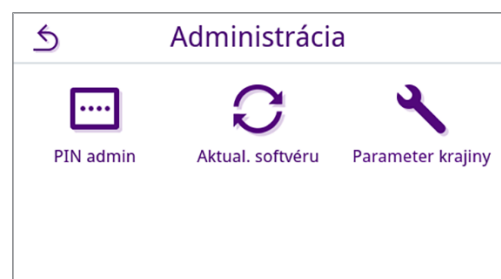 Administrácia
PIN admin
Aktual. softvéru
Parameter krajiny